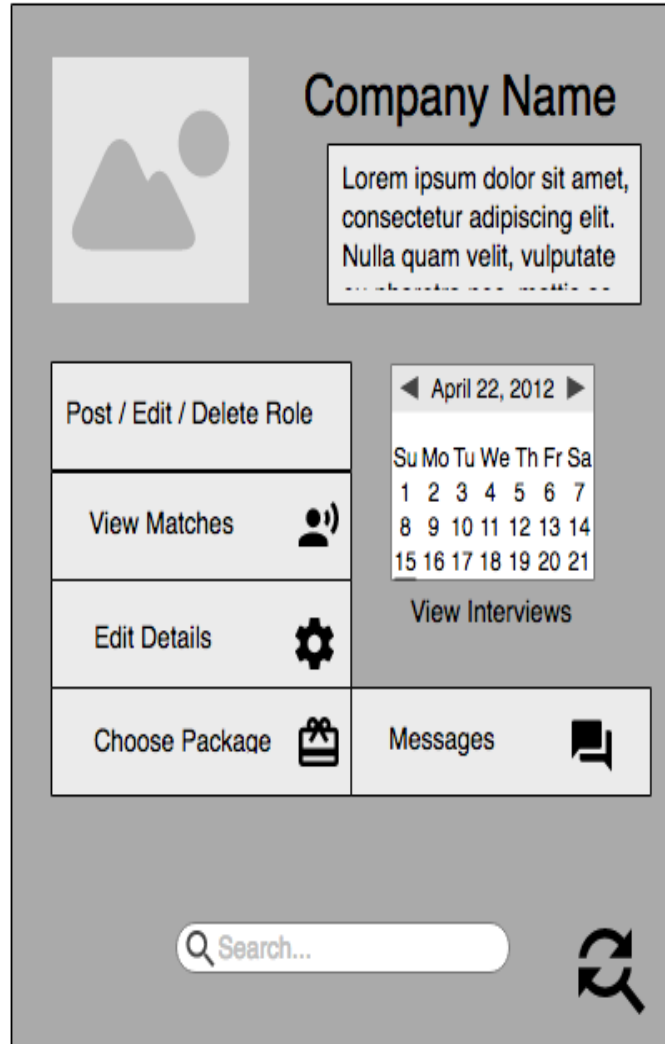 Company Name
Lorem ipsum dolor sit amet,
consectetur adipiscing elit.
Nulla quam velit, vulputate
Post / Edit / Delete Role
April 22, 2012
Su Mo Tu We Th Fr Sa
1 2 3 4 5 6 7
8 9 10 11 12 13 14
15 16 17 18 19 20 21
View Matches
View Interviews
Edit Details
Choose Package
Messages
Search...